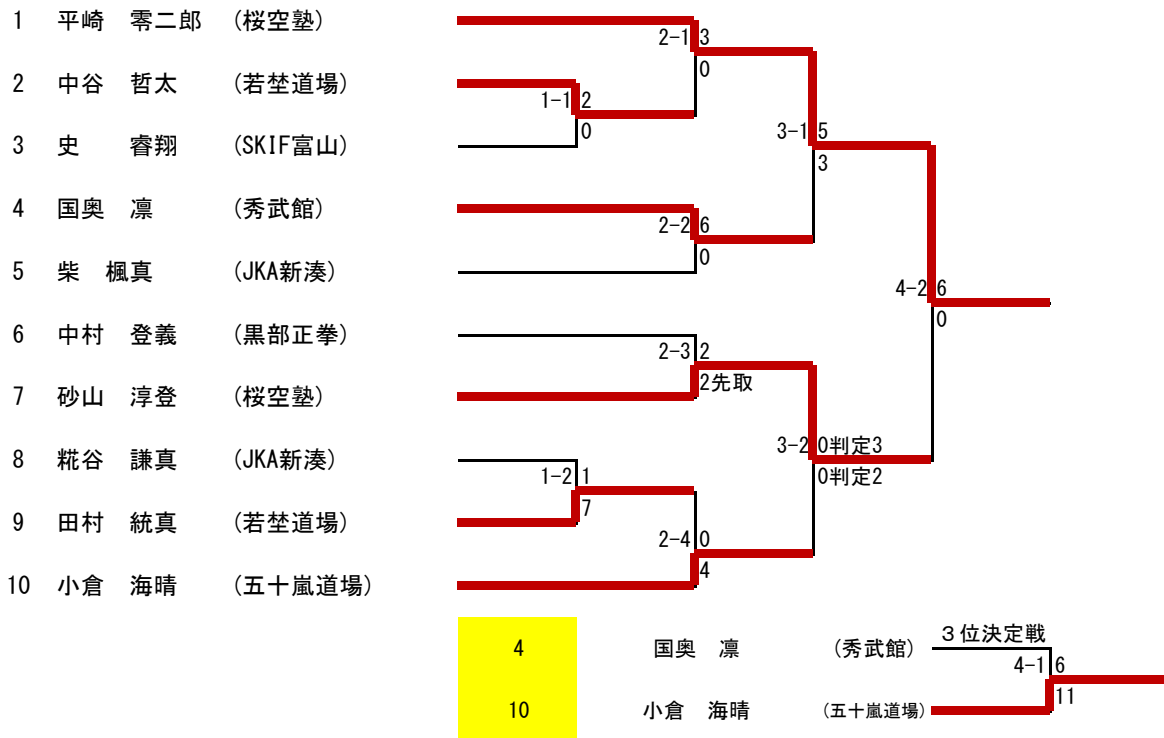 1 平崎　零二郎 (桜空塾)
2-1 3
0
2 中谷　哲太 (若埜道場)
1-1 2
0
3 史　　睿翔 (SKIF富山)
3-1 5
3
4 国奥　凛 (秀武館)
2-2 6
0
5 柴　楓真 (JKA新湊)
4-2 6
0
6 中村　登義 (黒部正拳)
2-3 2
2先取
7 砂山　淳登 (桜空塾)
3-2 0判定3
0判定2
8 糀谷　謙真 (JKA新湊)
1-2 1
7
9 田村　統真 (若埜道場)
2-4 0
4
10 小倉　海晴 (五十嵐道場)
３位決定戦
4 国奥　凛 (秀武館)
4-1 6
11
10 小倉　海晴 (五十嵐道場)